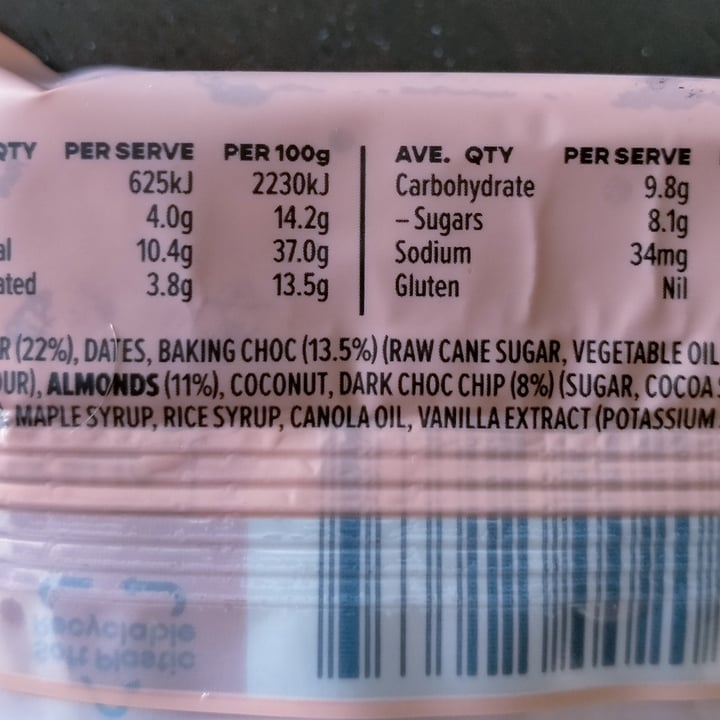 QTY PER SERVE PER 100g
625kJ 2230kJ
4.0g 14.2g
10.4g 37.0g
3.8g 13.5g
AVE. QTY PER SERVE
Carbohydrate 9.8g
– Sugars 8.1g
Sodium 34mg
Gluten Nil
(22%), DATES, BAKING CHOC (13.5%) (RAW CANE SUGAR, VEGETABLE OIL
ALMONDS (11%), COCONUT, DARK CHOC CHIP (8%) (SUGAR, COCOA
MAPLE SYRUP, RICE SYRUP, CANOLA OIL, VANILLA EXTRACT (POTASSIUM
Recyclable
Soft Plastic